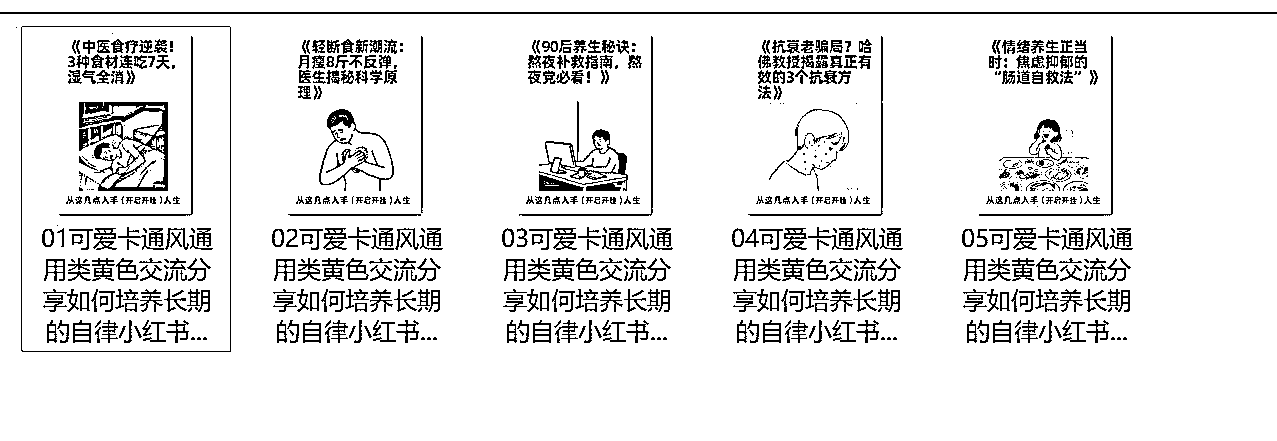 《中医食疗逆袭！
3种食材连吃7天，
湿气全消》
从这几点入手（开启开挂）人生
01可爱卡通风通
用类黄色交流分
享如何培养长期
的自律小红书...
《轻断食新潮流：
月瘦8斤不反弹，
医生揭秘科学原
理》
从这几点入手（开启开挂）人生
02可爱卡通风通
用类黄色交流分
享如何培养长期
的自律小红书...
《90后养生秘诀：
熬夜补救指南，熬
夜党必看！》
从这几点入手（开启开挂）人生
03可爱卡通风通
用类黄色交流分
享如何培养长期
的自律小红书...
《抗衰老骗局？哈
佛教授揭露真正有
效的3个抗衰方
法》
从这几点入手（开启开挂）人生
04可爱卡通风通
用类黄色交流分
享如何培养长期
的自律小红书...
《情绪养生正当
时：焦虑抑郁的
“肠道自救法”》
从这几点入手（开启开挂）人生
05可爱卡通风通
用类黄色交流分
享如何培养长期
的自律小红书...